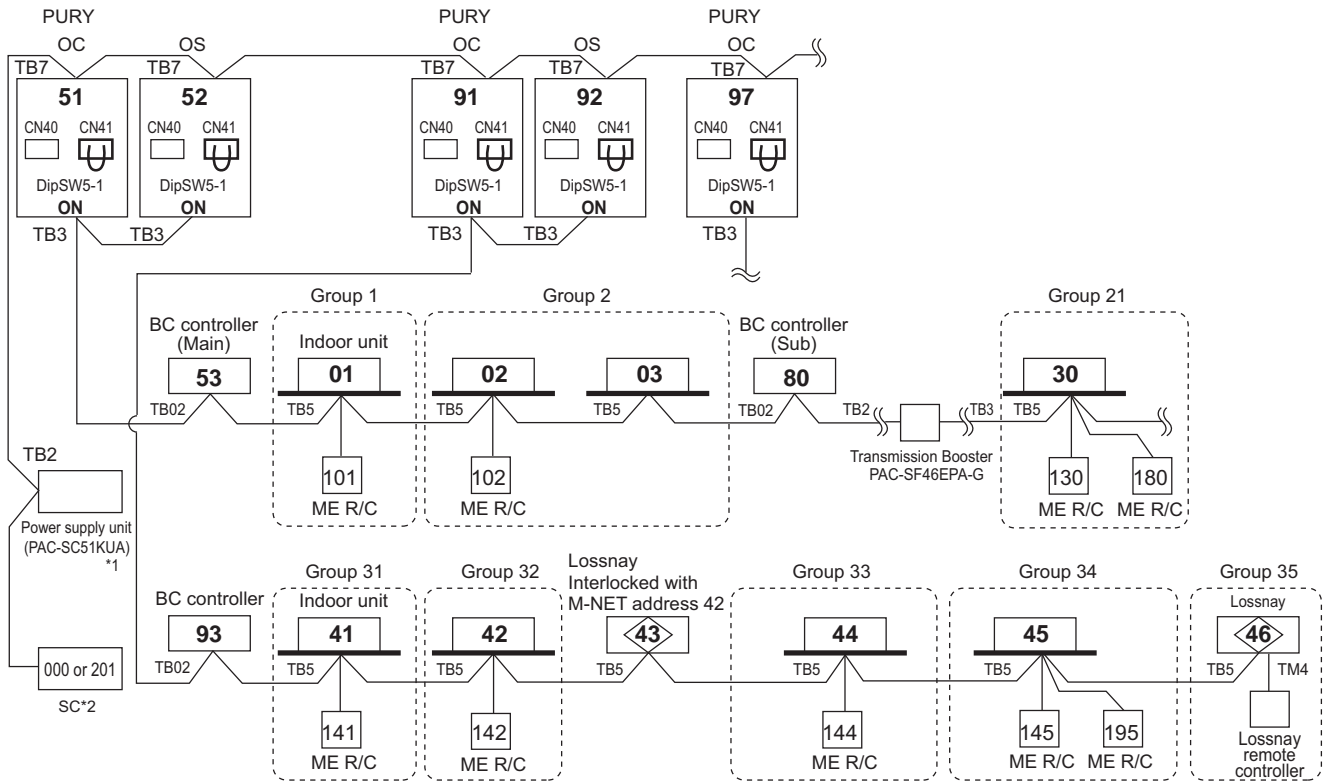 PURY PURY PURY
OC OS OC OS OC
TB7 TB7 TB7 TB7 TB7
51 52 91 92 97
CN40 CN41 CN40 CN41 CN40 CN41 CN40 CN41 CN40 CN41
DipSW5-1 DipSW5-1 DipSW5-1 DipSW5-1 DipSW5-1
ON ON ON ON ON
TB3 TB3 TB3 TB3 TB3
Group 1 Group 2 Group 21
BC controller
(Main)
Indoor unit
BC controller
(Sub)
53 01 02 03 80 30
TB02 TB5 TB5 TB5 TB02 TB2 TB3 TB5
Transmission Booster
PAC-SF46EPA-G
101 102 130 180
ME R/C ME R/C ME R/C ME R/C
TB2
Power supply unit
(PAC-SC51KUA)
*1
Group 31 Group 32
Lossnay
Interlocked with
M-NET address 42
Group 33 Group 34 Group 35
BC controller Indoor unit Lossnay
93 41 42 43 44 45 46
TB02 TB5 TB5 TB5 TB5 TB5 TB5 TM4
000 or 201
SC*2
141 142 144 145 195
ME R/C ME R/C ME R/C ME R/C ME R/C
Lossnay
remote
controller